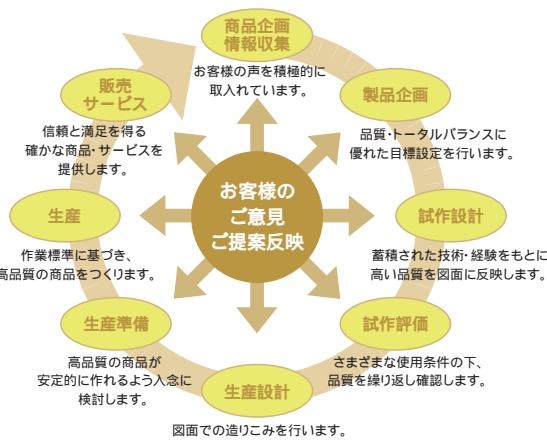 商品企画
情報収集
お客様の声を積極的に
取入れています。
製品企画
品質・トータルバランスに
優れた目標設定を行います。
試作設計
蓄積された技術・経験をもとに
高い品質を図面に反映します。
試作評価
さまざまな使用条件の下、
品質を繰り返し確認します。
生産設計
図面での造りこみを行います。
生産準備
高品質の商品が
安定的に作れるよう入念に
検討します。
生産
作業標準に基づき、
高品質の商品をつくります。
販売
サービス
信頼と満足を得る
確かな商品・サービスを
提供します。
お客様の
ご意見
ご提案反映